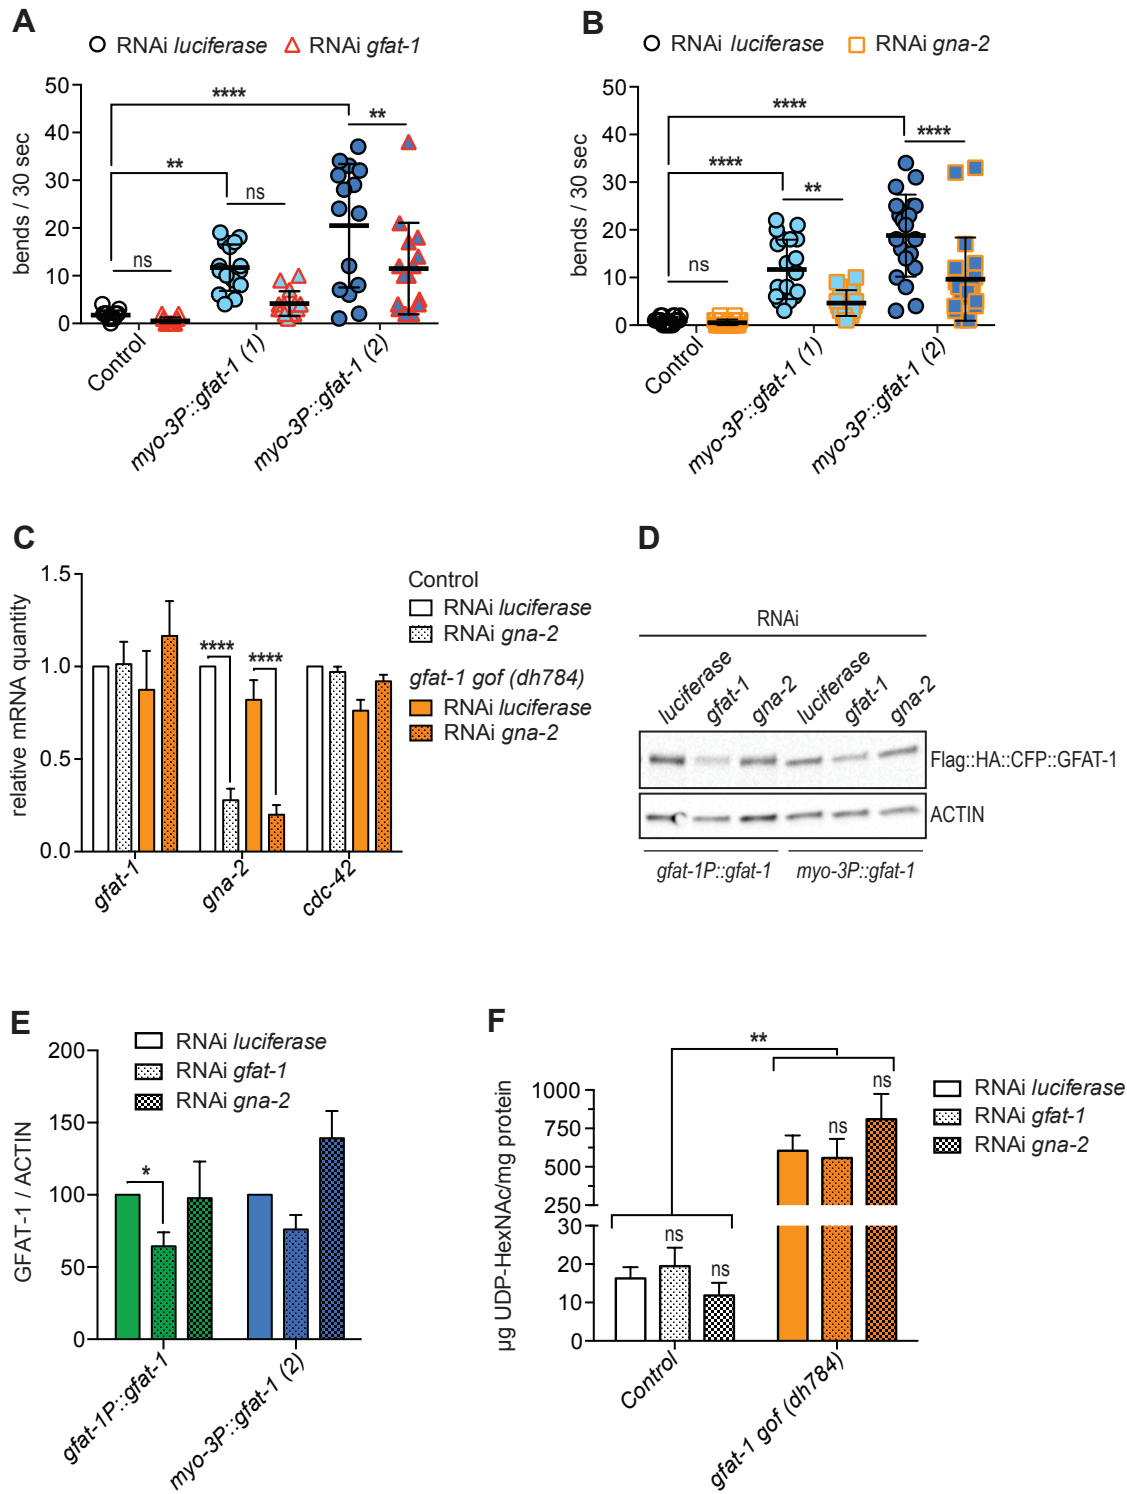 A
RNAi luciferase RNAi gfat-1
bends / 30 sec
50
40
30
20
10
0
****
**
**
ns
ns
Control
myo-3P::gfat-1 (1)
myo-3P::gfat-1 (2)
B
RNAi luciferase RNAi gna-2
bends / 30 sec
50
40
30
20
10
0
****
****
****
**
ns
Control
myo-3P::gfat-1 (1)
myo-3P::gfat-1 (2)
C
relative mRNA quantity
1.5
1.0
0.5
0.0
**** ****
gfat-1
gna-2
cdc-42
Control
RNAi luciferase
RNAi gna-2
gfat-1 gof (dh784)
RNAi luciferase
RNAi gna-2
D
RNAi
luciferase gfat-1 gna-2 luciferase gfat-1 gna-2
Flag::HA::CFP::GFAT-1
ACTIN
gfat-1P::gfat-1 myo-3P::gfat-1
E
RNAi luciferase
RNAi gfat-1
RNAi gna-2
GFAT-1 / ACTIN
200
150
100
50
0
*
gfat-1P::gfat-1
myo-3P::gfat-1 (2)
F
µg UDP-HexNAc/mg protein
1000
750
500
250
30
20
10
0
**
ns
ns
ns
ns
Control
gfat-1 gof (dh784)
RNAi luciferase
RNAi gfat-1
RNAi gna-2